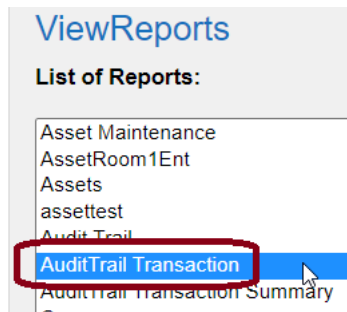 ViewReports
List of Reports:
Asset Maintenance
AssetRoom1Ent
Assets
assettest
Audit Trail
AuditTrail Transaction
AuditTrail Transaction Summary